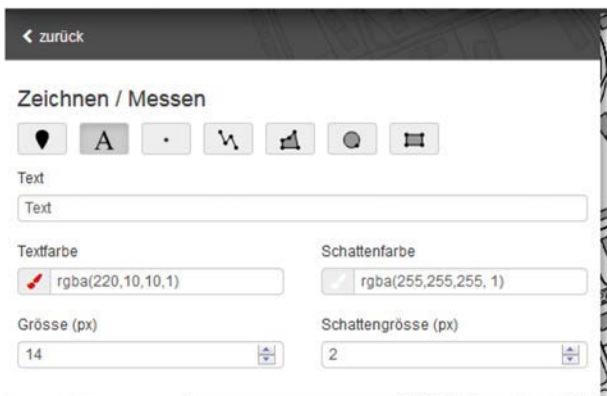 zurück
Zeichnen / Messen
A
Text
Text
Textfarbe Schattenfarbe
rgba(220,10,10,1) rgba(255,255,255, 1)
Grösse (px) Schattengrösse (px)
14 2